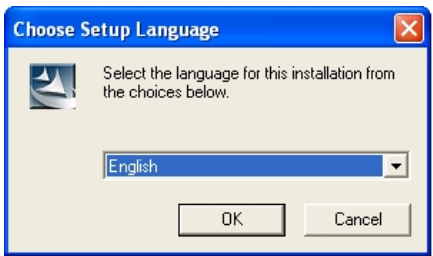 Choose Setup Language
Select the language for this installation from
the choices below.
English
OK
Cancel